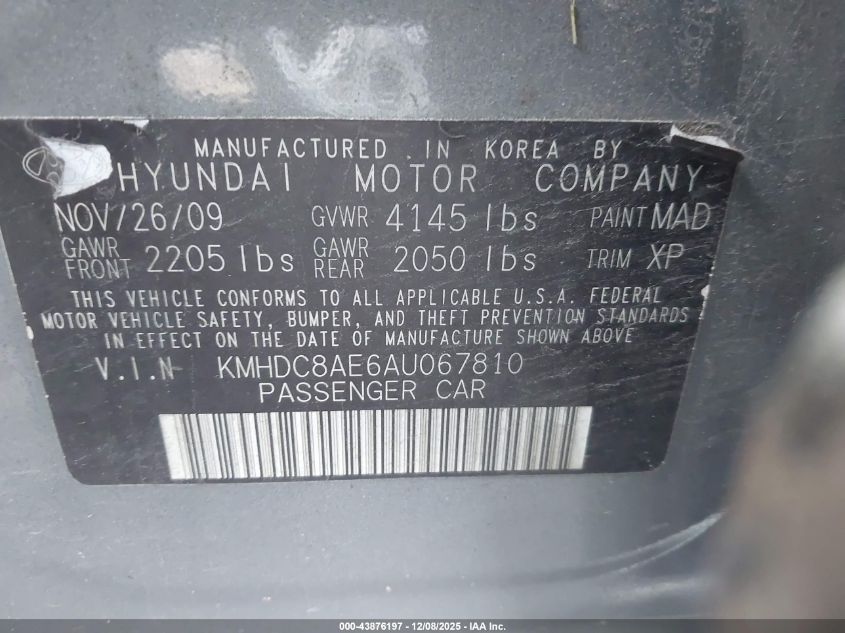 V6
MANUFACTURED IN KOREA BY
HYUNDAI MOTOR COMPANY
NOV/26/09 GVWR 4145 lbs PAINT MAD
GAWR FRONT 2205 lbs GAWR REAR 2050 lbs TRIM XP
THIS VEHICLE CONFORMS TO ALL APPLICABLE U.S.A. FEDERAL
MOTOR VEHICLE SAFETY, BUMPER, AND THEFT PREVENTION STANDARDS
IN EFFECT ON THE DATE OF MANUFACTURE SHOWN ABOVE
V.I.N KMHDC8AE6AU067810
PASSENGER CAR
000-43876197 - 12/08/2025 - IAA Inc.